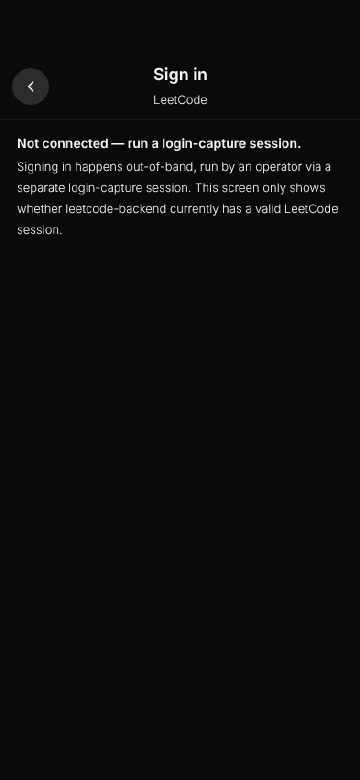 Sign in
LeetCode
Not connected — run a login-capture session.
Signing in happens out-of-band, run by an operator via a
separate login-capture session. This screen only shows
whether leetcode-backend currently has a valid LeetCode
session.